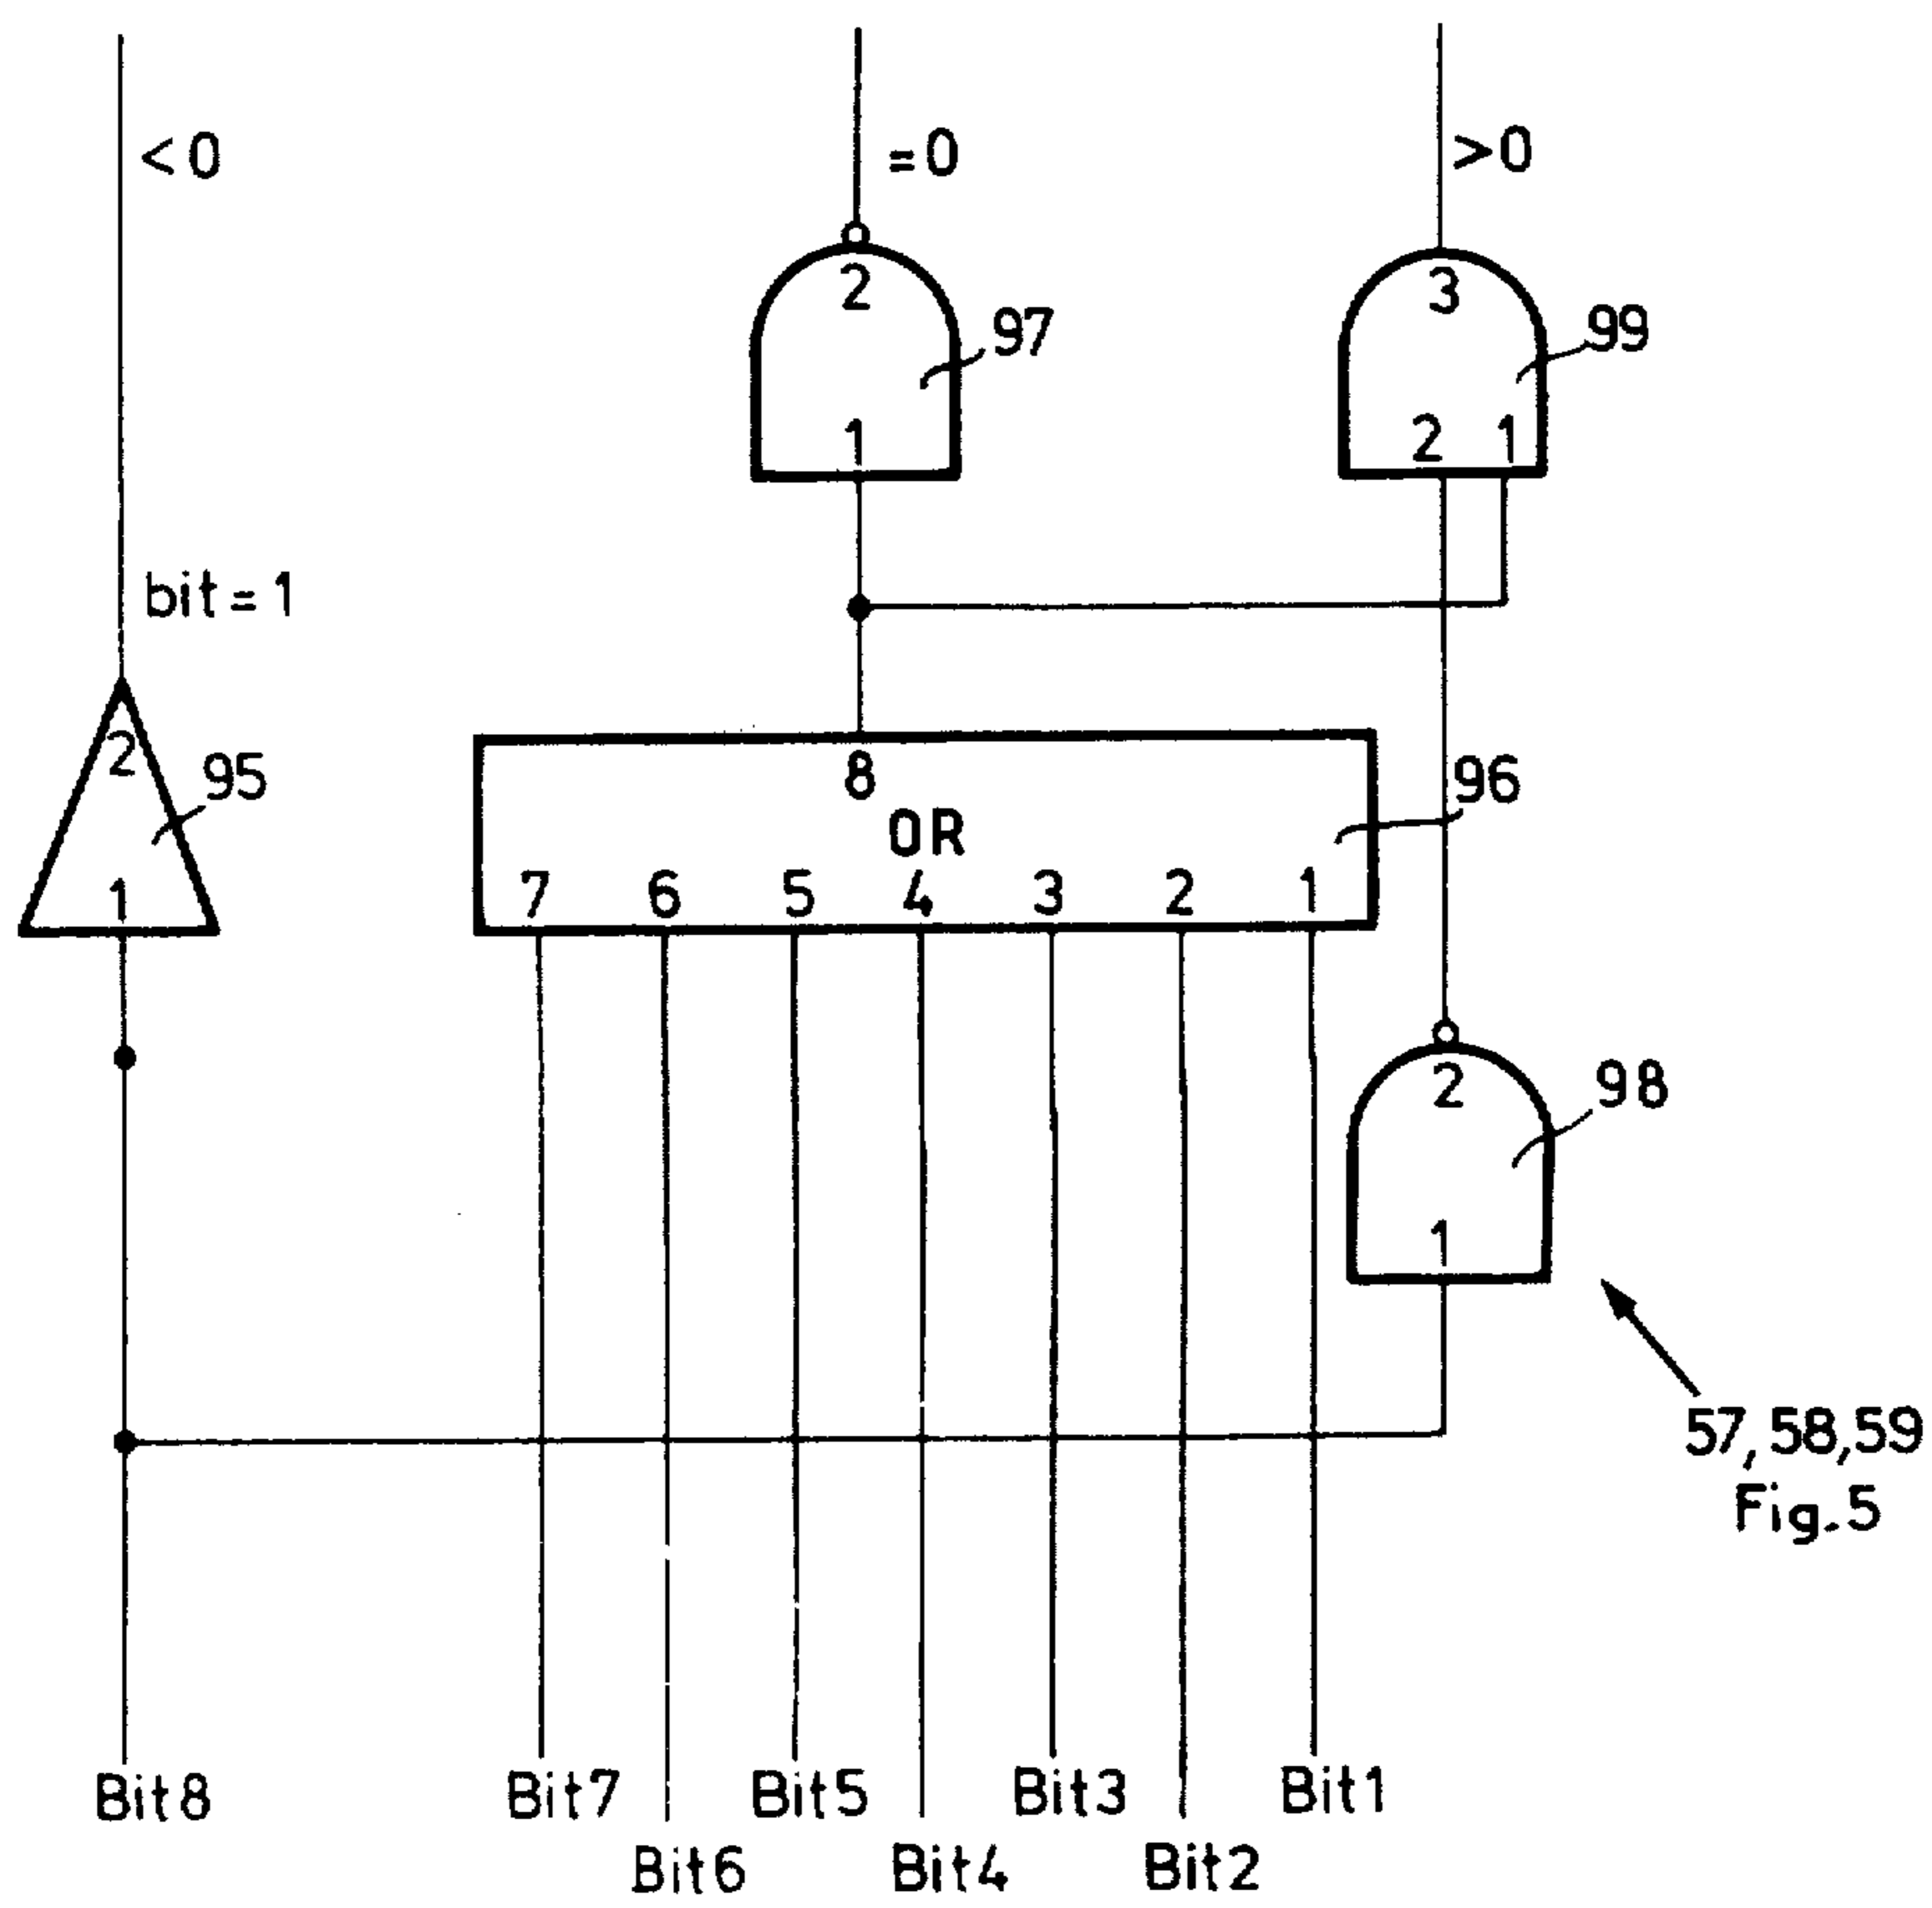 <0
=0
>0
2
97
3
99
1
2 1
bit=1
2
95
8
96
OR
1
7 6 5 4 3 2 1
2
98
1
57,58,59
Fig.5
Bit8
Bit7
Bit5
Bit3
Bit1
Bit6
Bit4
Bit2